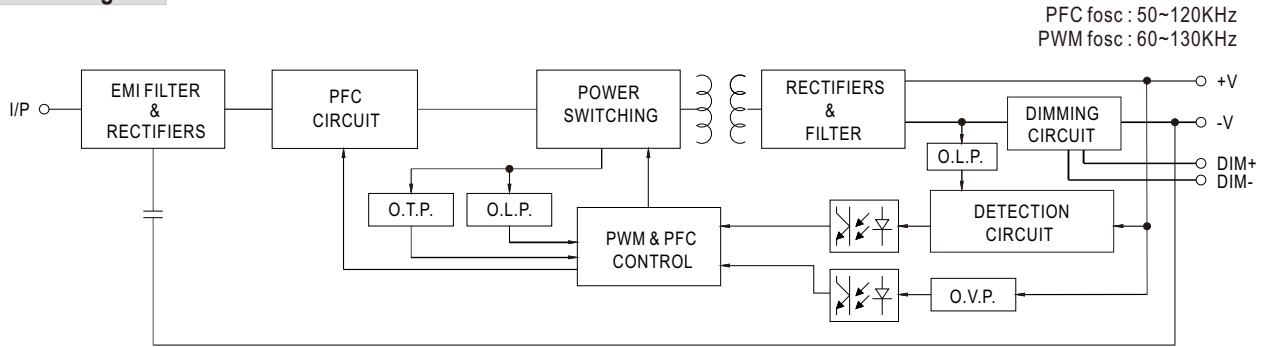 PFC fosc : 50~120KHz
PWM fosc : 60~130KHz
I/P
EMI FILTER
&
RECTIFIERS
PFC
CIRCUIT
POWER
SWITCHING
RECTIFIERS
&
FILTER
DIMMING
CIRCUIT
+V
-V
DIM+
DIM-
O.L.P.
O.T.P.
O.L.P.
PWM & PFC
CONTROL
DETECTION
CIRCUIT
O.V.P.